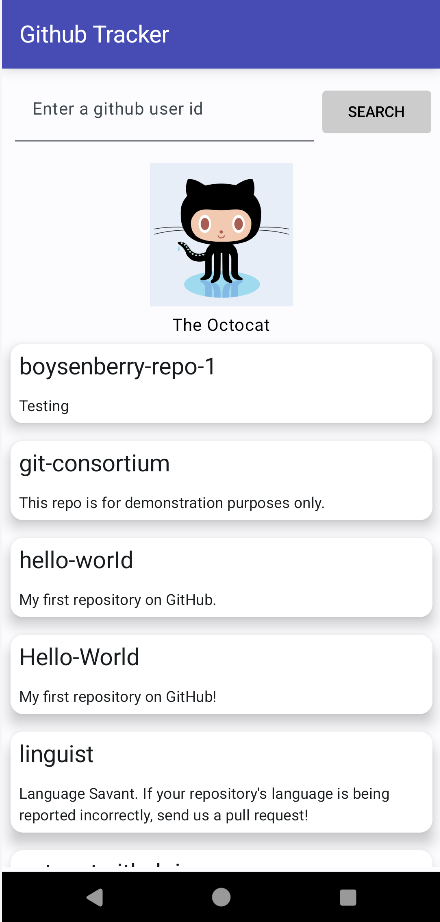 Github Tracker
Enter a github user id
SEARCH
The Octocat
boysenberry-repo-1
Testing
git-consortium
This repo is for demonstration purposes only.
hello-worId
My first repository on GitHub.
Hello-World
My first repository on GitHub!
linguist
Language Savant. If your repository's language is being
reported incorrectly, send us a pull request!